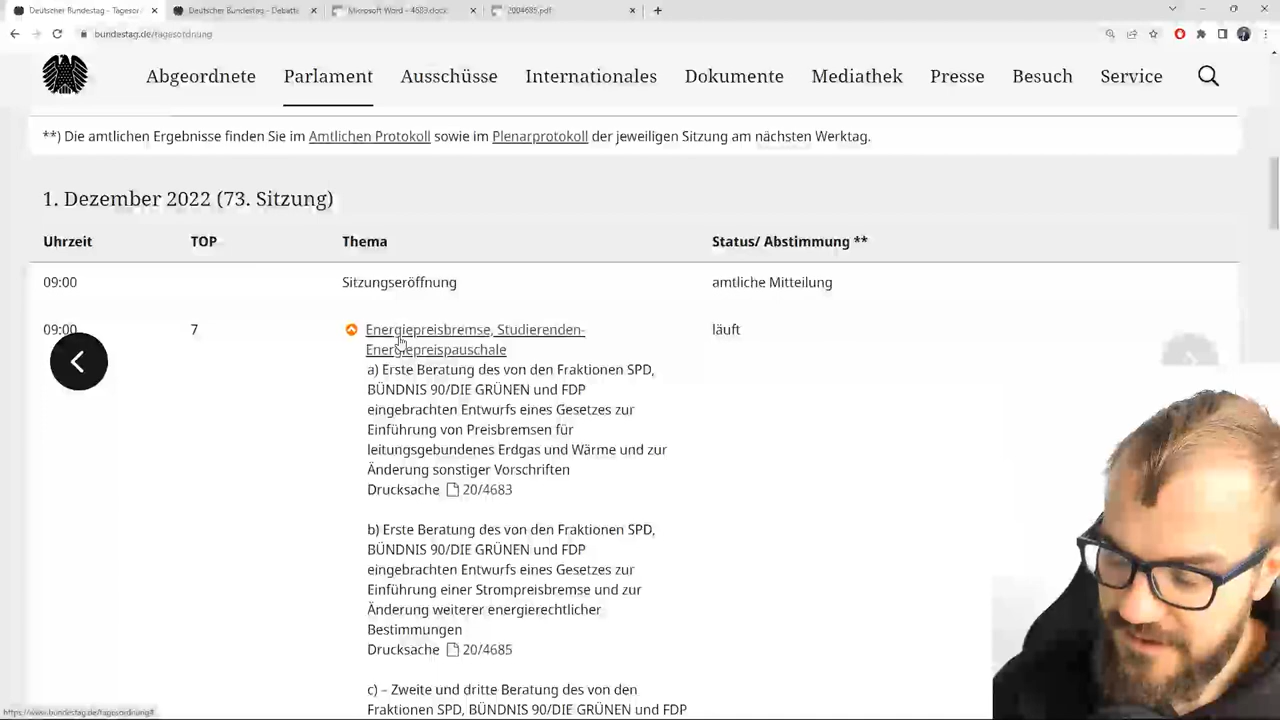 Deutscher Bundestag - Tagesor
Deutscher Bundestag - Debatte
Microsoft Word - 4683.docx
2004685.pdf
bundestag.de/tagesordnung
Abgeordnete Parlament Ausschüsse Internationales Dokumente Mediathek Presse Besuch Service
**) Die amtlichen Ergebnisse finden Sie im Amtlichen Protokoll sowie im Plenarprotokoll der jeweiligen Sitzung am nächsten Werktag.
1. Dezember 2022 (73. Sitzung)
Uhrzeit TOP Thema Status/ Abstimmung **
09:00 Sitzungseröffnung amtliche Mitteilung
09:00 7 Energiepreisbremse, Studierenden- läuft
Energiepreispauschale
a) Erste Beratung des von den Fraktionen SPD,
BÜNDNIS 90/DIE GRÜNEN und FDP
eingebrachten Entwurfs eines Gesetzes zur
Einführung von Preisbremsen für
leitungsgebundenes Erdgas und Wärme und zur
Änderung sonstiger Vorschriften
Drucksache 20/4683
b) Erste Beratung des von den Fraktionen SPD,
BÜNDNIS 90/DIE GRÜNEN und FDP
eingebrachten Entwurfs eines Gesetzes zur
Einführung einer Strompreisbremse und zur
Änderung weiterer energierechtlicher
Bestimmungen
Drucksache 20/4685
c) – Zweite und dritte Beratung des von den
Fraktionen SPD, BÜNDNIS 90/DIE GRÜNEN und FDP
https://www.bundestag.de/tagesordnung#